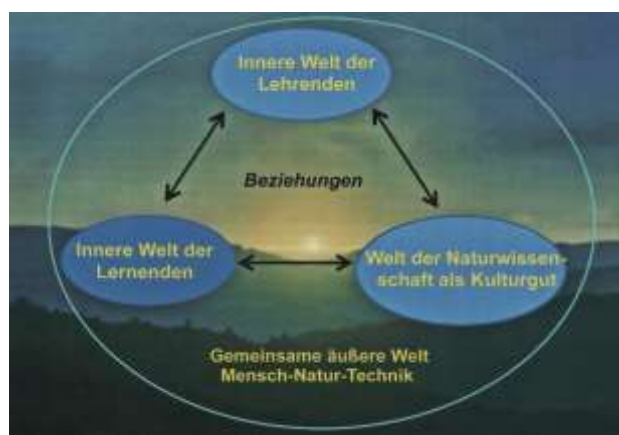 Innere Welt der
Lehrenden
Beziehungen
Innere Welt der
Lernenden
Welt der Naturwissen-
schaft als Kulturgut
Gemeinsame äußere Welt
Mensch-Natur-Technik